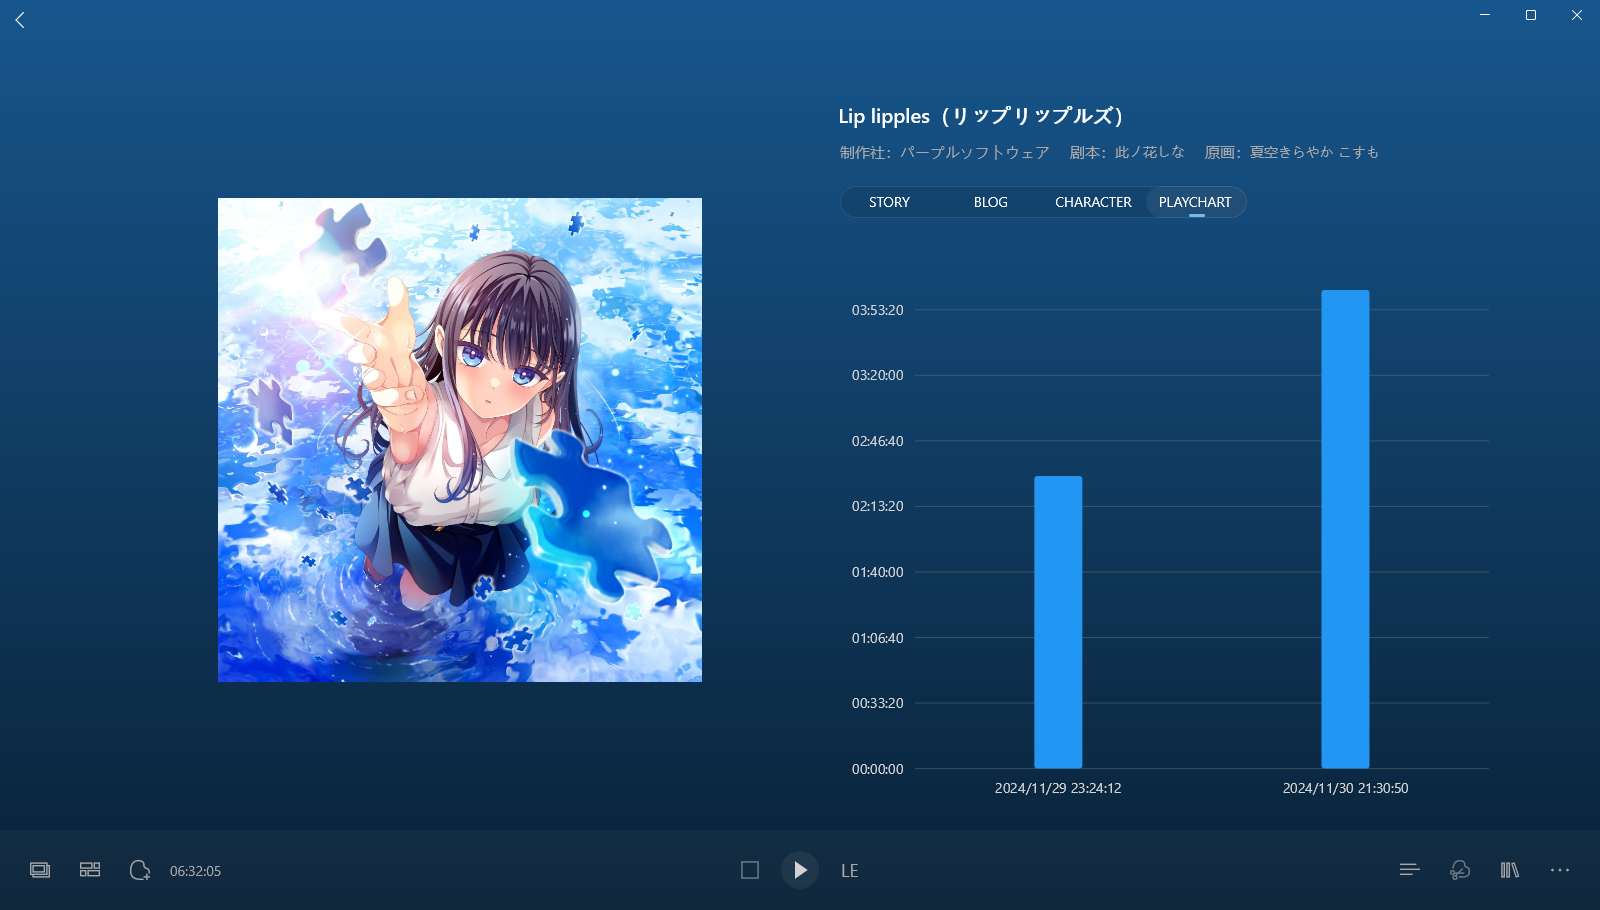 Lip lipples（リップリップルズ）
制作社：パープルソフトウェア 剧本：此ノ花しな 原画：夏空きらやか こすも
STORY BLOG CHARACTER PLAYCHART
03:53:20
03:20:00
02:46:40
02:13:20
01:40:00
01:06:40
00:33:20
00:00:00
2024/11/29 23:24:12 2024/11/30 21:30:50
06:32:05 LE